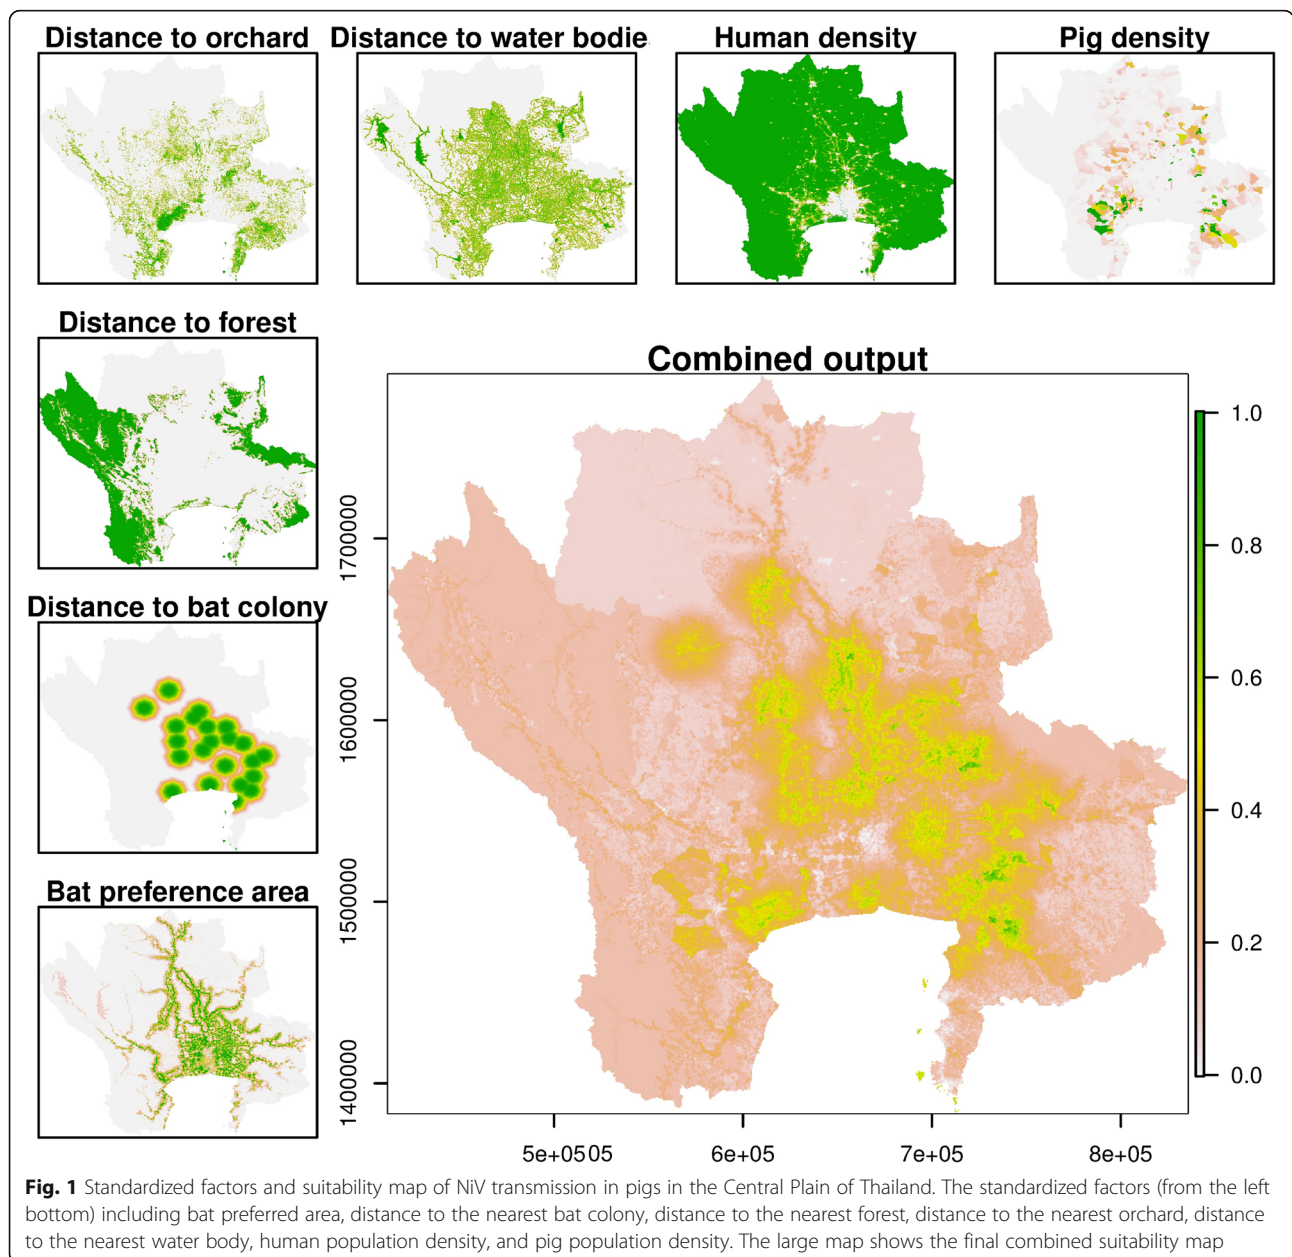 Distance to orchard
Distance to water bodie
Human density
Pig density
Distance to forest
Distance to bat colony
Bat preference area
Combined output
1700000
1600000
1500000
1400000
5e+0505
6e+05
7e+05
8e+05
1.0
0.8
0.6
0.4
0.2
0.0
Fig. 1 Standardized factors and suitability map of NiV transmission in pigs in the Central Plain of Thailand. The standardized factors (from the left
bottom) including bat preferred area, distance to the nearest bat colony, distance to the nearest forest, distance to the nearest orchard, distance
to the nearest water body, human population density, and pig population density. The large map shows the final combined suitability map